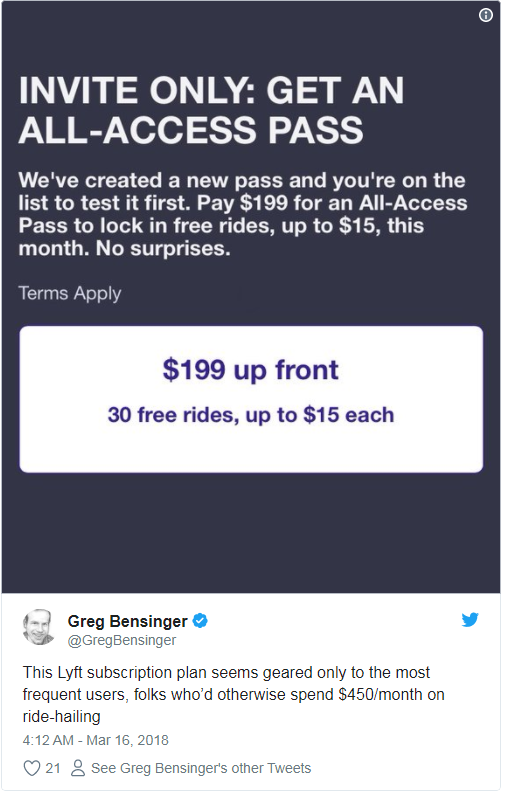 INVITE ONLY: GET AN
ALL-ACCESS PASS
We've created a new pass and you're on the
list to test it first. Pay $199 for an All-Access
Pass to lock in free rides, up to $15, this
month. No surprises.
Terms Apply
$199 up front
30 free rides, up to $15 each
Greg Bensinger
@GregBensinger
This Lyft subscription plan seems geared only to the most
frequent users, folks who’d otherwise spend $450/month on
ride-hailing
4:12 AM - Mar 16, 2018
21 See Greg Bensinger's other Tweets